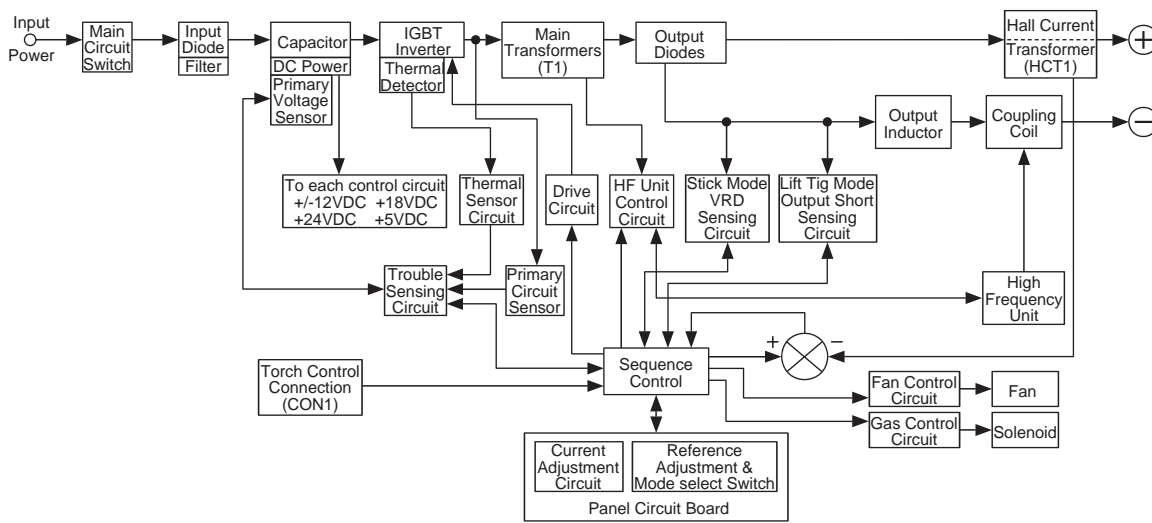 Input
Power
Main
Circuit
Switch
Input
Diode
Filter
Capacitor
DC Power
Primary
Voltage
Sensor
IGBT
Inverter
Thermal
Detector
Main
Transformers
(T1)
Output
Diodes
Hall Current
Transformer
(HCT1)
+
−
Output
Inductor
Coupling
Coil
To each control circuit
+/-12VDC +18VDC
+24VDC +5VDC
Thermal
Sensor
Circuit
Drive
Circuit
HF Unit
Control
Circuit
Stick Mode
VRD
Sensing
Circuit
Lift Tig Mode
Output Short
Sensing
Circuit
Trouble
Sensing
Circuit
Primary
Circuit
Sensor
High
Frequency
Unit
Torch Control
Connection
(CON1)
Sequence
Control
+
−
Fan Control
Circuit
Fan
Gas Control
Circuit
Solenoid
Current
Adjustment
Circuit
Reference
Adjustment &
Mode select Switch
Panel Circuit Board